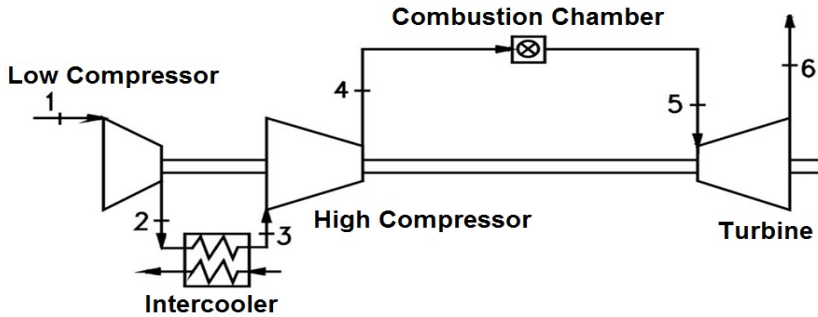 Combustion Chamber
Low Compressor
1
4
5
6
2
3
High Compressor
Turbine
Intercooler